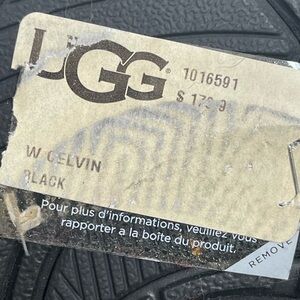 UGG
1016591
W CELVIN
BLACK
Pour plus d'informations, veuillez vous
rapporter a la boîte du produit.
REMOVE